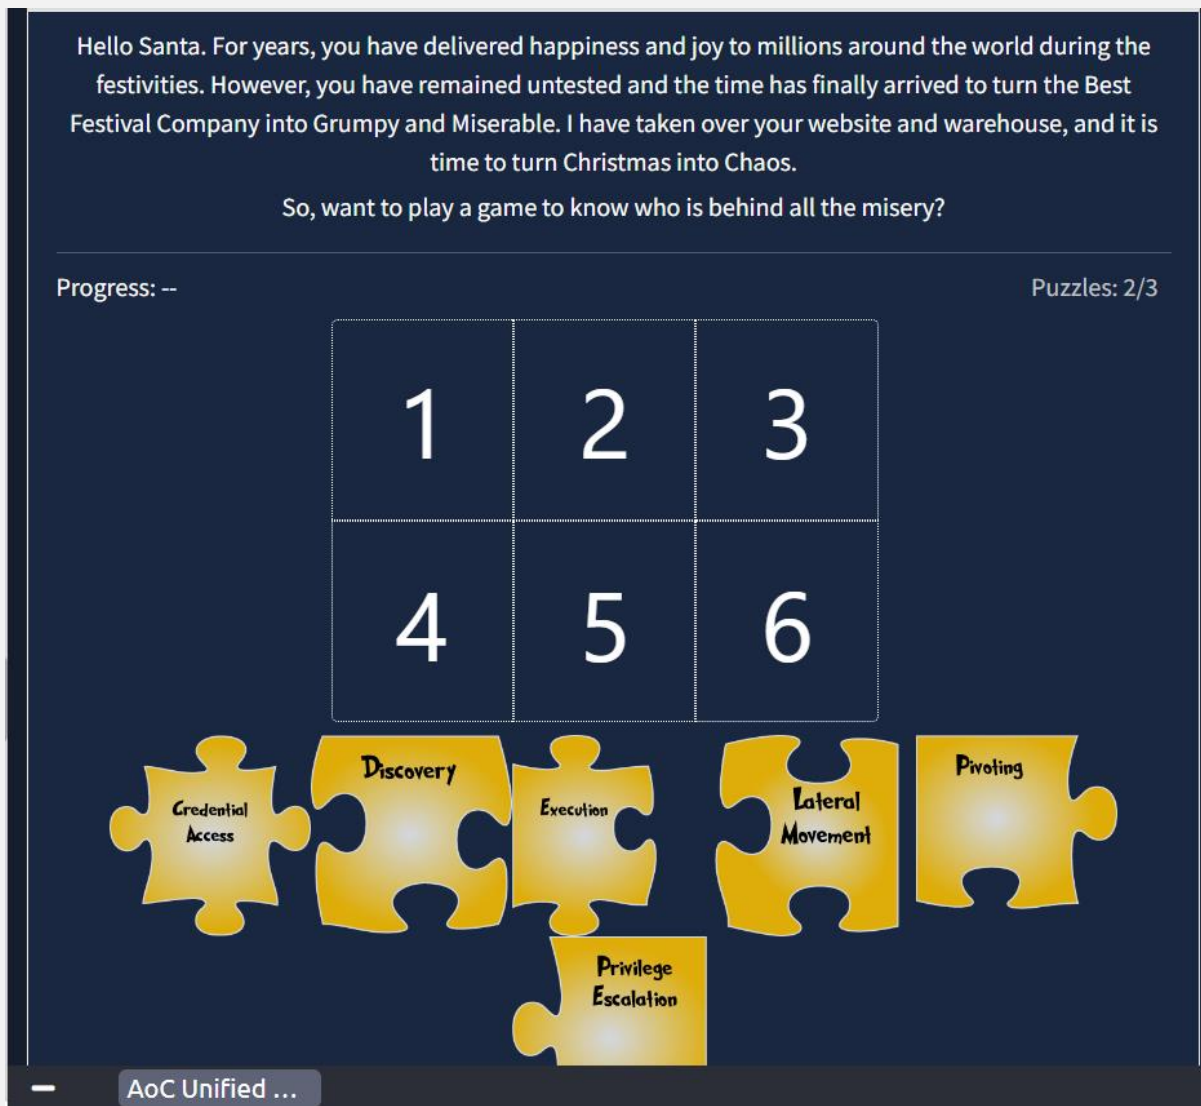 Hello Santa. For years, you have delivered happiness and joy to millions around the world during the
festivities. However, you have remained untested and the time has finally arrived to turn the Best
Festival Company into Grumpy and Miserable. I have taken over your website and warehouse, and it is
time to turn Christmas into Chaos.
So, want to play a game to know who is behind all the misery?
Progress: --
Puzzles: 2/3
1 2 3
4 5 6
Credential
Access
Discovery
Execution
Lateral
Movement
Pivoting
Privilege
Escalation
AoC Unified ...